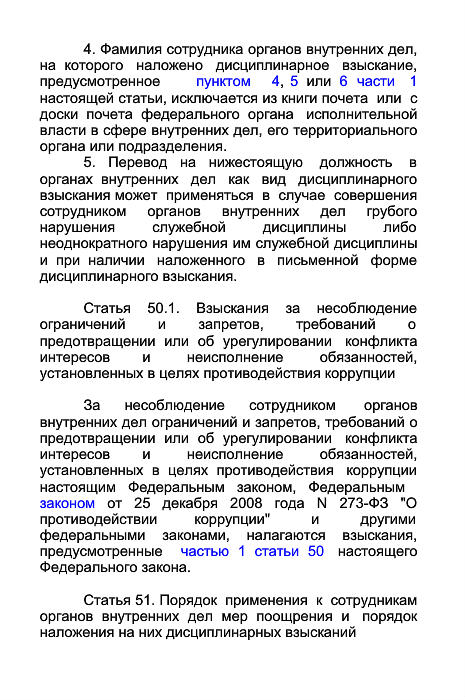 4. Фамилия сотрудника органов внутренних дел,
на которого наложено дисциплинарное взыскание,
предусмотренное пунктом 4, 5 или 6 части 1
настоящей статьи, исключается из книги почета или с
доски почета федерального органа исполнительной
власти в сфере внутренних дел, его территориального
органа или подразделения.
5. Перевод на нижестоящую должность в
органах внутренних дел как вид дисциплинарного
взыскания может применяться в случае совершения
сотрудником органов внутренних дел грубого
нарушения служебной дисциплины либо
неоднократного нарушения им служебной дисциплины
и при наличии наложенного в письменной форме
дисциплинарного взыскания.
Статья 50.1. Взыскания за несоблюдение
ограничений и запретов, требований о
предотвращении или об урегулировании конфликта
интересов и неисполнение обязанностей,
установленных в целях противодействия коррупции
За несоблюдение сотрудником органов
внутренних дел ограничений и запретов, требований о
предотвращении или об урегулировании конфликта
интересов и неисполнение обязанностей,
установленных в целях противодействия коррупции
настоящим Федеральным законом, Федеральным
законом от 25 декабря 2008 года N 273-ФЗ "О
противодействии коррупции" и другими
федеральными законами, налагаются взыскания,
предусмотренные частью 1 статьи 50 настоящего
Федерального закона.
Статья 51. Порядок применения к сотрудникам
органов внутренних дел мер поощрения и порядок
наложения на них дисциплинарных взысканий